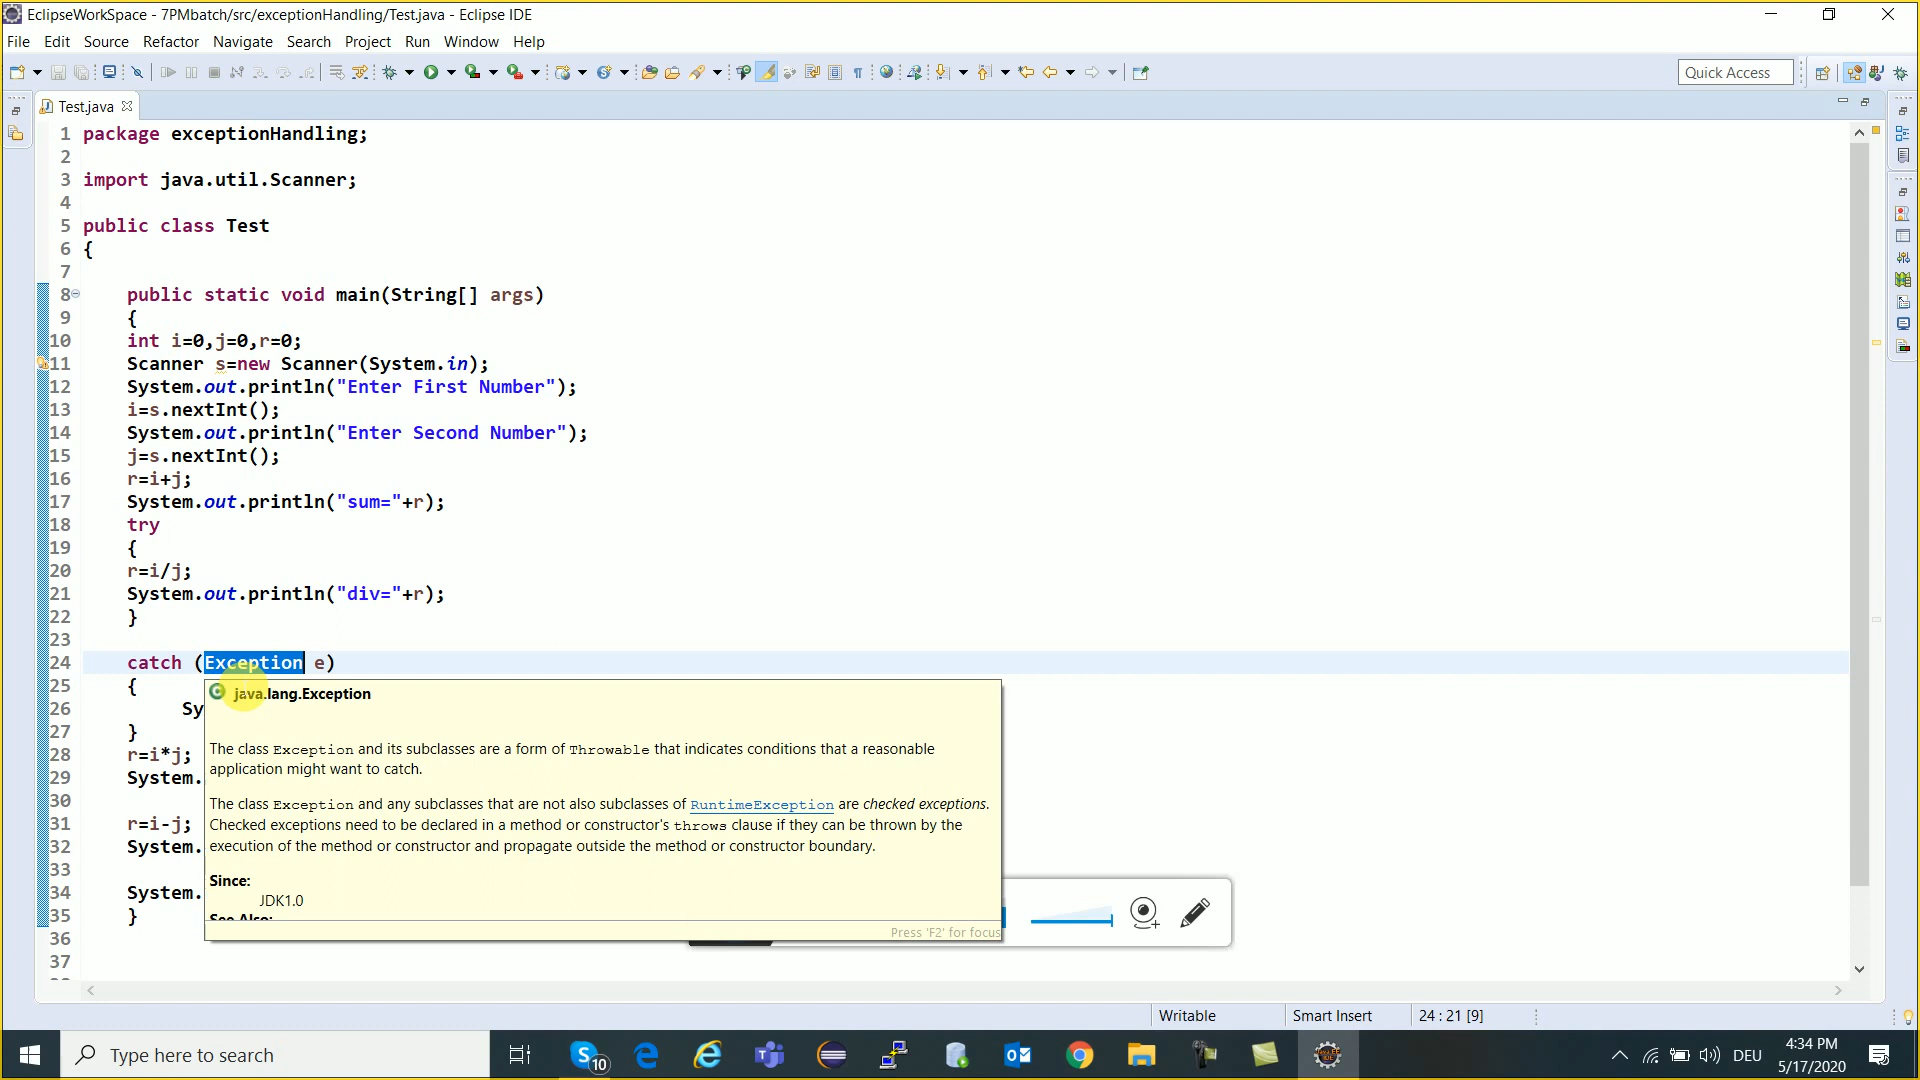 EclipseWorkSpace - 7PMbatch/src/exceptionHandling/Test.java - Eclipse IDE
File Edit Source Refactor Navigate Search Project Run Window Help
Quick Access
Test.java
1 package exceptionHandling;
2
3 import java.util.Scanner;
4
5 public class Test
6 {
7
8 public static void main(String[] args)
9 {
10 int i=0,j=0,r=0;
11 Scanner s=new Scanner(System.in);
12 System.out.println("Enter First Number");
13 i=s.nextInt();
14 System.out.println("Enter Second Number");
15 j=s.nextInt();
16 r=i+j;
17 System.out.println("sum="+r);
18 try
19 {
20 r=i/j;
21 System.out.println("div="+r);
22 }
23
24 catch (Exception e)
25 {
java.lang.Exception
26 Sy
27 }
28 r=i*j;
The class Exception and its subclasses are a form of Throwable that indicates conditions that a reasonable
application might want to catch.
29 System.
30
The class Exception and any subclasses that are not also subclasses of RuntimeException are checked exceptions.
31 r=i-j;
Checked exceptions need to be declared in a method or constructor's throws clause if they can be thrown by the
32 System.
execution of the method or constructor and propagate outside the method or constructor boundary.
33
Since:
34 System.
JDK1.0
35 }
See Also:
36
Press 'F2' for focus
37
Writable Smart Insert 24 : 21 [9]
Type here to search
10
DEU
4:34 PM
5/17/2020